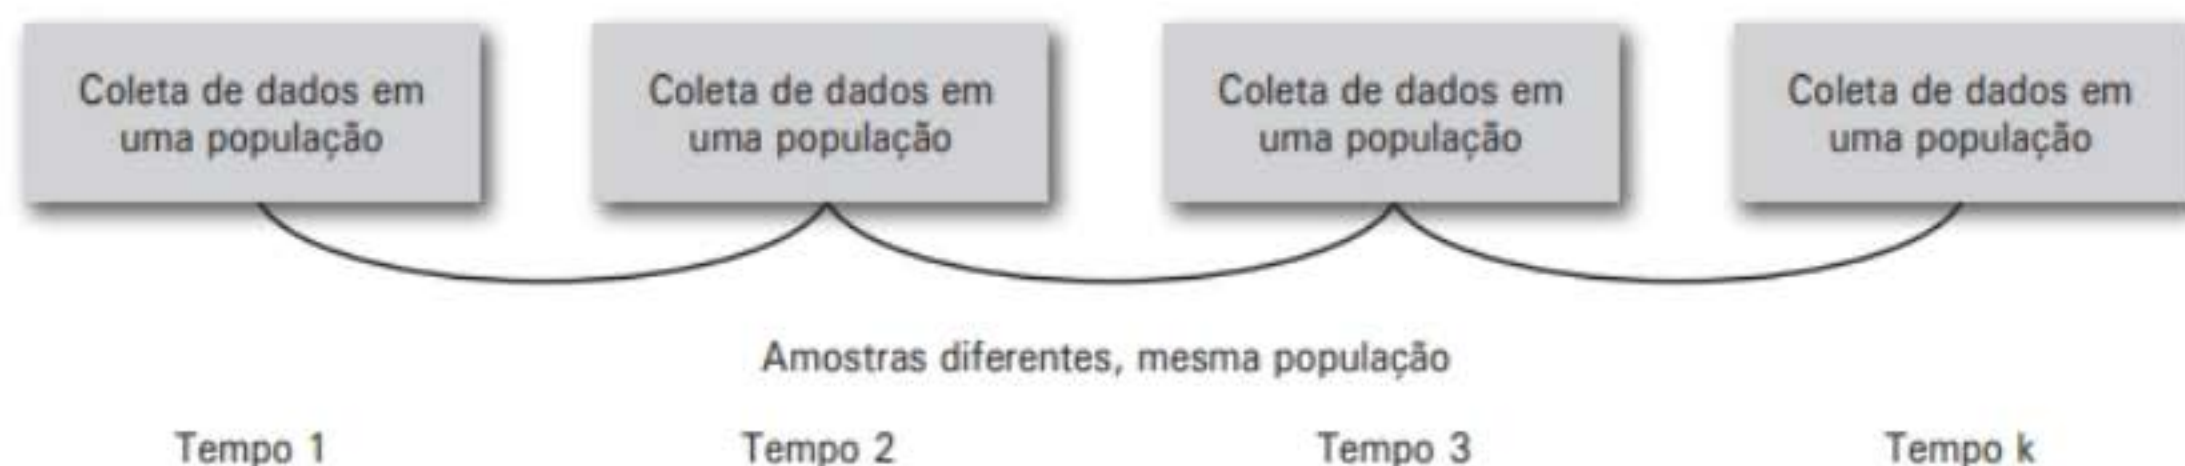 Coleta de dados em
uma população
Coleta de dados em
uma população
Coleta de dados em
uma população
Coleta de dados em
uma população
Amostras diferentes, mesma população
Tempo 1
Tempo 2
Tempo 3
Tempo k